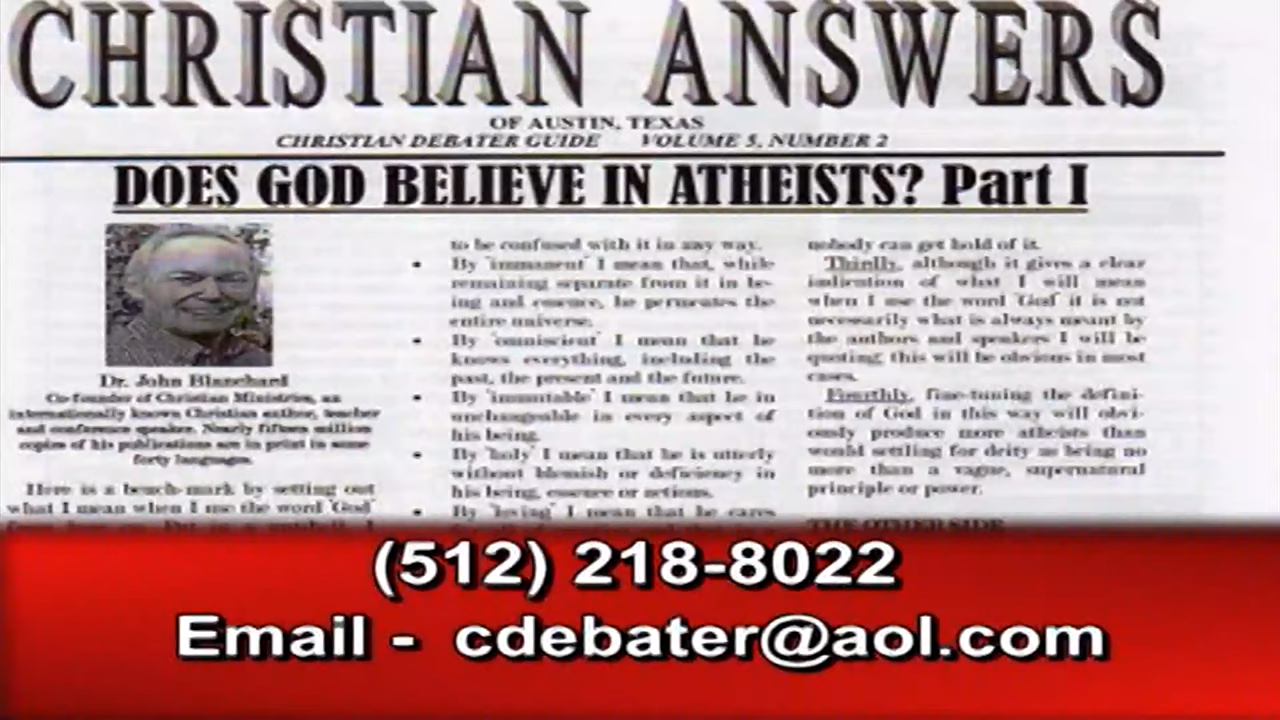 CHRISTIAN ANSWERS
OF AUSTIN, TEXAS
CHRISTIAN DEBATER GUIDE VOLUME 5, NUMBER 2
DOES GOD BELIEVE IN ATHEISTS? Part I
Dr. John Blanchard
Co-founder of Christian Ministries, an
internationally known Christian author, teacher
and conference speaker. Nearly fifteen million
copies of his publications are in print in some
forty languages.
Here is a bench-mark by setting out
what I mean when I use the word 'God'
to be confused with it in any way.
• By 'immanent' I mean that, while
remaining separate from it in be-
ing and essence, he permeates the
entire universe.
• By 'omniscient' I mean that he
knows everything, including the
past, the present and the future.
• By 'immutable' I mean that he in
unchangeable in every aspect of
his being.
• By 'holy' I mean that he is utterly
without blemish or deficiency in
his being, essence or actions.
• By 'loving' I mean that he cares
nobody can get hold of it.
Thirdly, although it gives a clear
indication of what I will mean
when I use the word 'God' it is not
necessarily what is always meant by
the authors and speakers I will be
quoting, this will be obvious in most
cases.
Fourthly, fine-tuning the defini-
tion of God in this way will obvi-
ously produce more atheists than
would settling for deity as being no
more than a vague, supernatural
principle or power.
THE OTHER SIDE
(512) 218-8022
Email - cdebater@aol.com